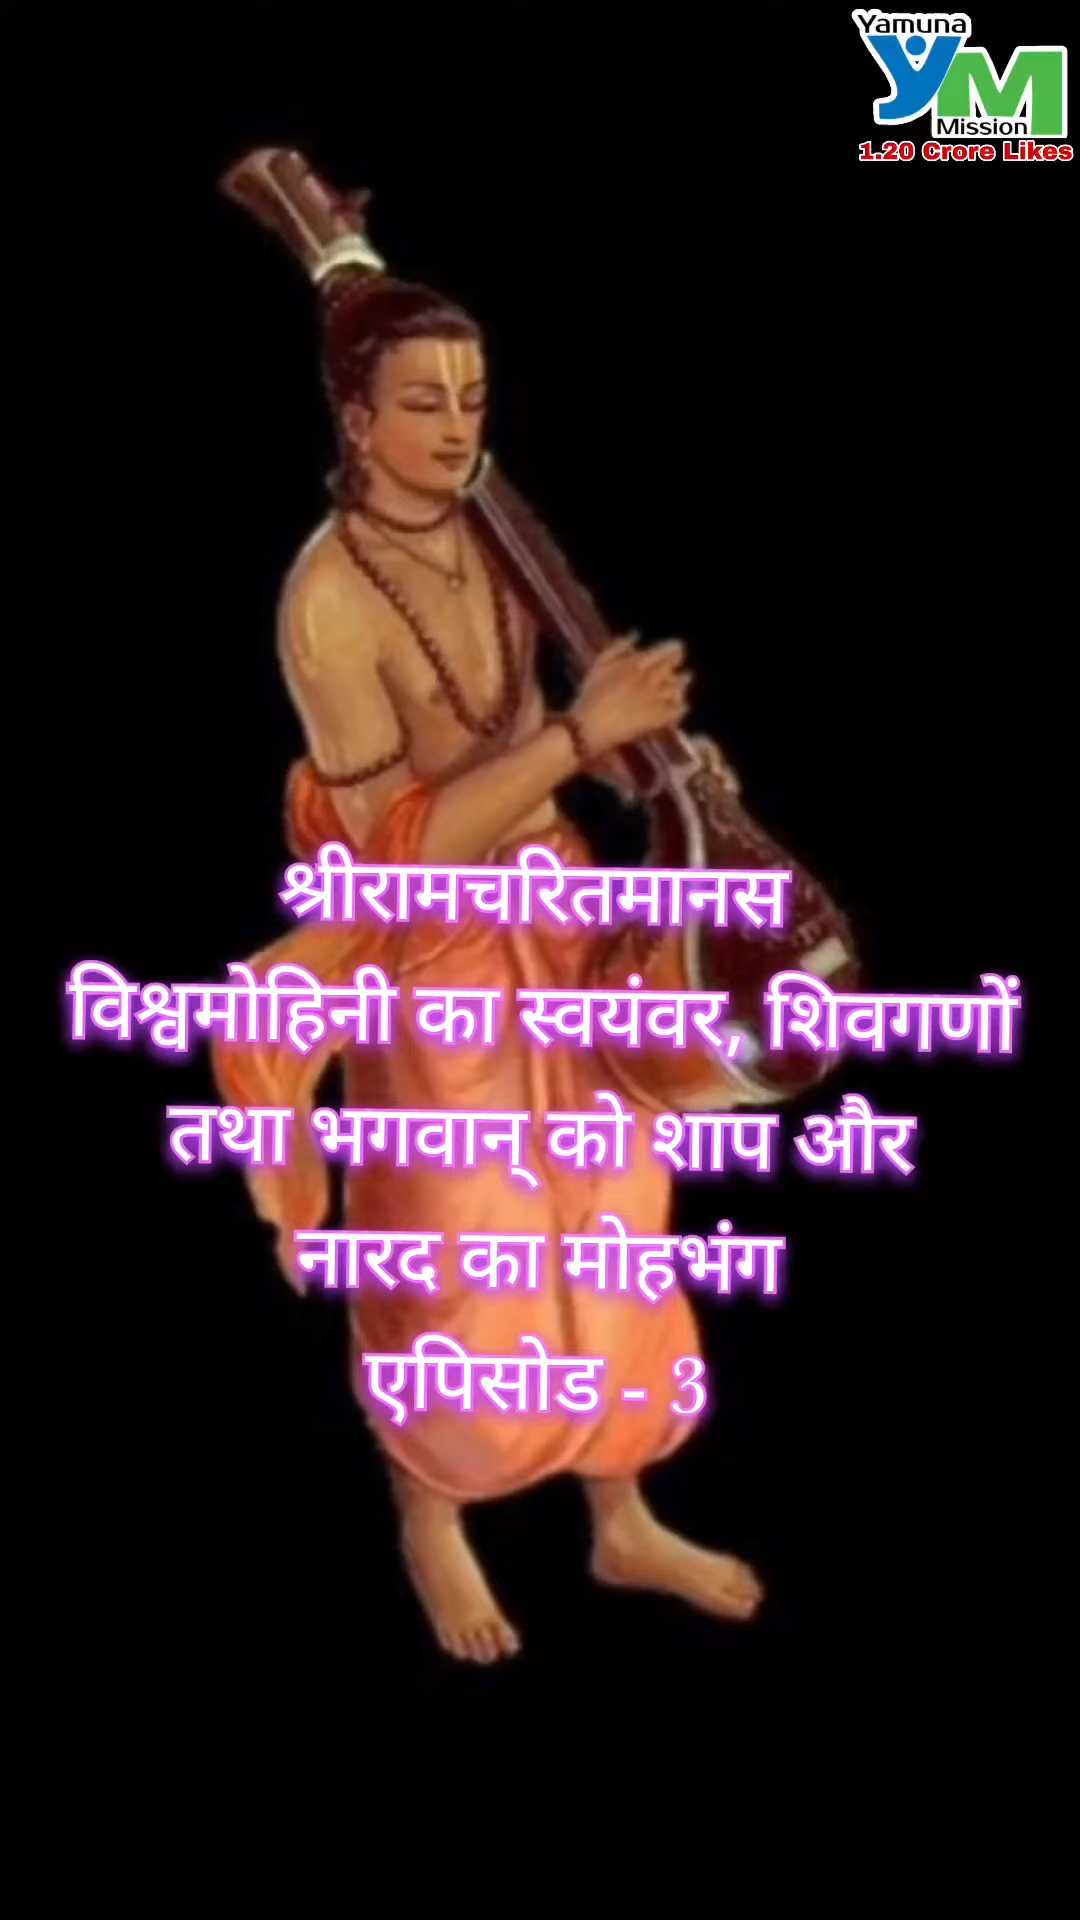 Yamuna
YM
Mission
1.20 Crore Likes
श्रीरामचरितमानस
विश्वमोहिनी का स्वयंवर, शिवगणों
तथा भगवान् को शाप और
नारद का मोहभंग
एपिसोड - 3